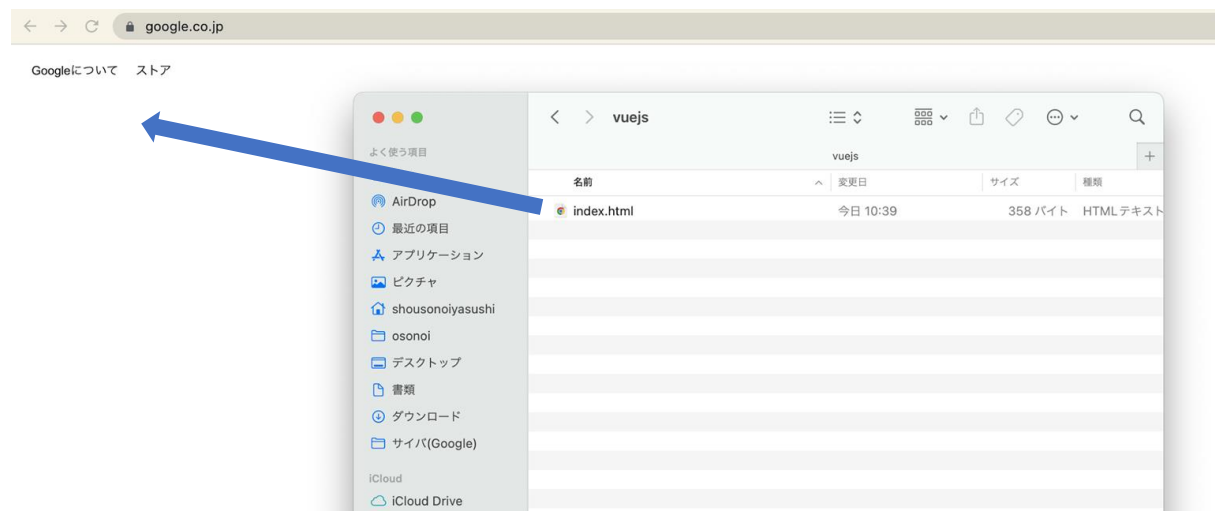 google.co.jp
Googleについて ストア
vuejs
よく使う項目
vuejs
名前 変更日 サイズ 種類
AirDrop
index.html 今日 10:39 358 バイト HTMLテキスト
最近の項目
アプリケーション
ピクチャ
shousonoiyasushi
osonoi
デスクトップ
書類
ダウンロード
サイバ(Google)
iCloud
iCloud Drive